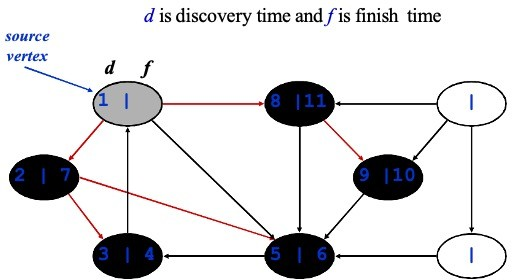 d is discovery time and f is finish time
source
vertex
d f
1 |
8 |11
|
2 | 7
9 |10
3 | 4
5 | 6
|